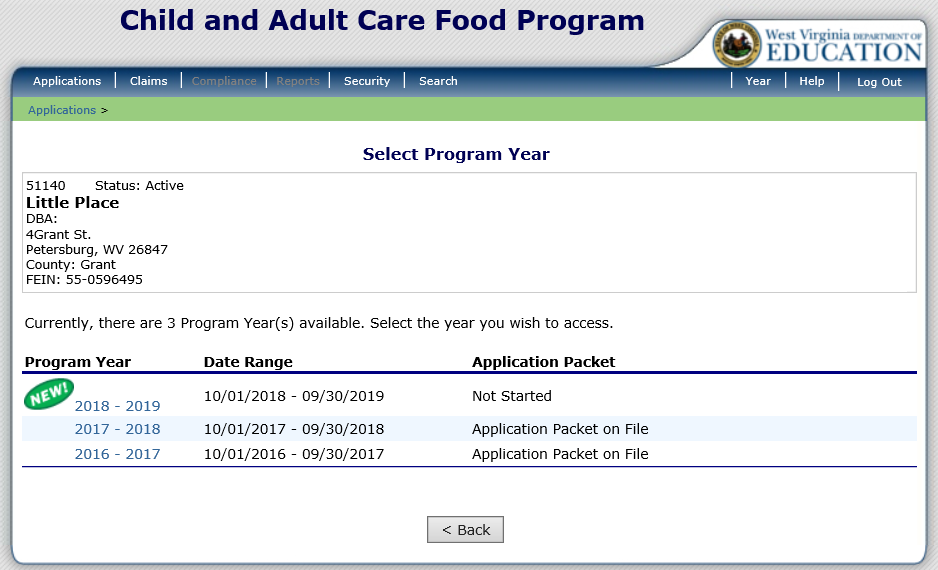 Child and Adult Care Food Program
West Virginia DEPARTMENT OF
EDUCATION
Applications | Claims | Compliance | Reports | Security | Search | Year | Help | Log Out
Applications >
Select Program Year
51140 Status: Active
Little Place
DBA:
4Grant St.
Petersburg, WV 26847
County: Grant
FEIN: 55-0596495
Currently, there are 3 Program Year(s) available. Select the year you wish to access.
Program Year Date Range Application Packet
NEW! 2018 - 2019 10/01/2018 - 09/30/2019 Not Started
2017 - 2018 10/01/2017 - 09/30/2018 Application Packet on File
2016 - 2017 10/01/2016 - 09/30/2017 Application Packet on File
< Back